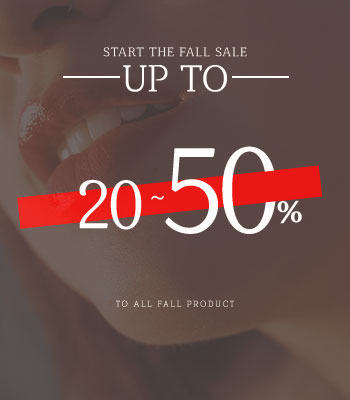 START THE FALL SALE
UP TO
20 ~ 50%
TO ALL FALL PRODUCT